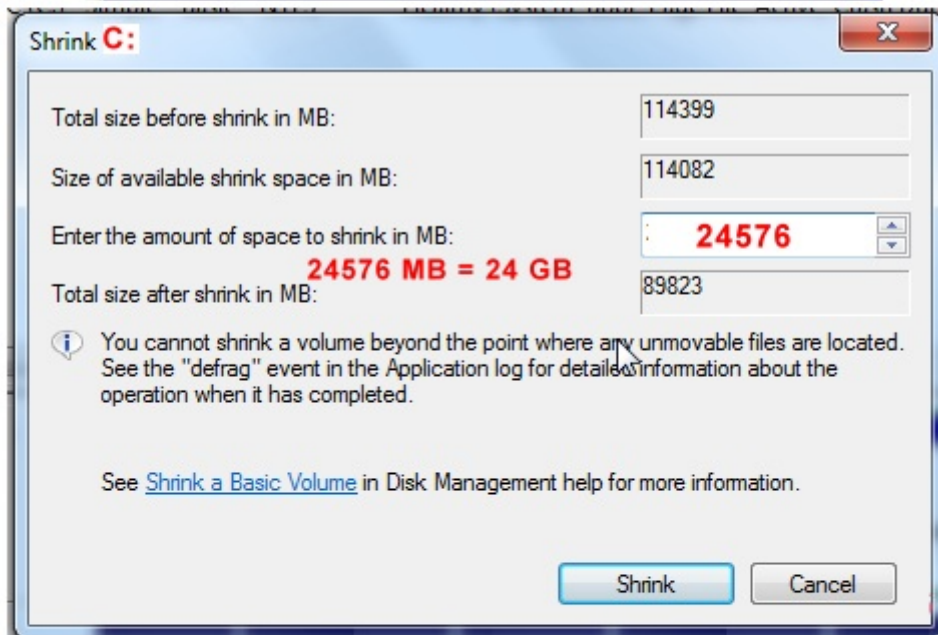 Shrink C:
Total size before shrink in MB: 114399
Size of available shrink space in MB: 114082
Enter the amount of space to shrink in MB: 24576
24576 MB = 24 GB
Total size after shrink in MB: 89823
You cannot shrink a volume beyond the point where any unmovable files are located.
See the "defrag" event in the Application log for detailed information about the
operation when it has completed.
See Shrink a Basic Volume in Disk Management help for more information.
Shrink Cancel